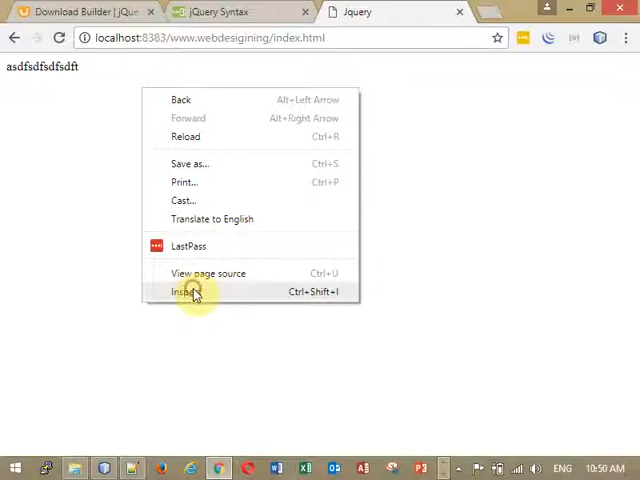 Download Builder | jQue
jQuery Syntax
Jquery
localhost:8383/www.webdesigining/index.html
asdfsdfsdfsdft
Back Alt+Left Arrow
Forward Alt+Right Arrow
Reload Ctrl+R
Save as... Ctrl+S
Print... Ctrl+P
Cast...
Translate to English
LastPass
View page source Ctrl+U
Inspect Ctrl+Shift+I
ENG 10:50 AM